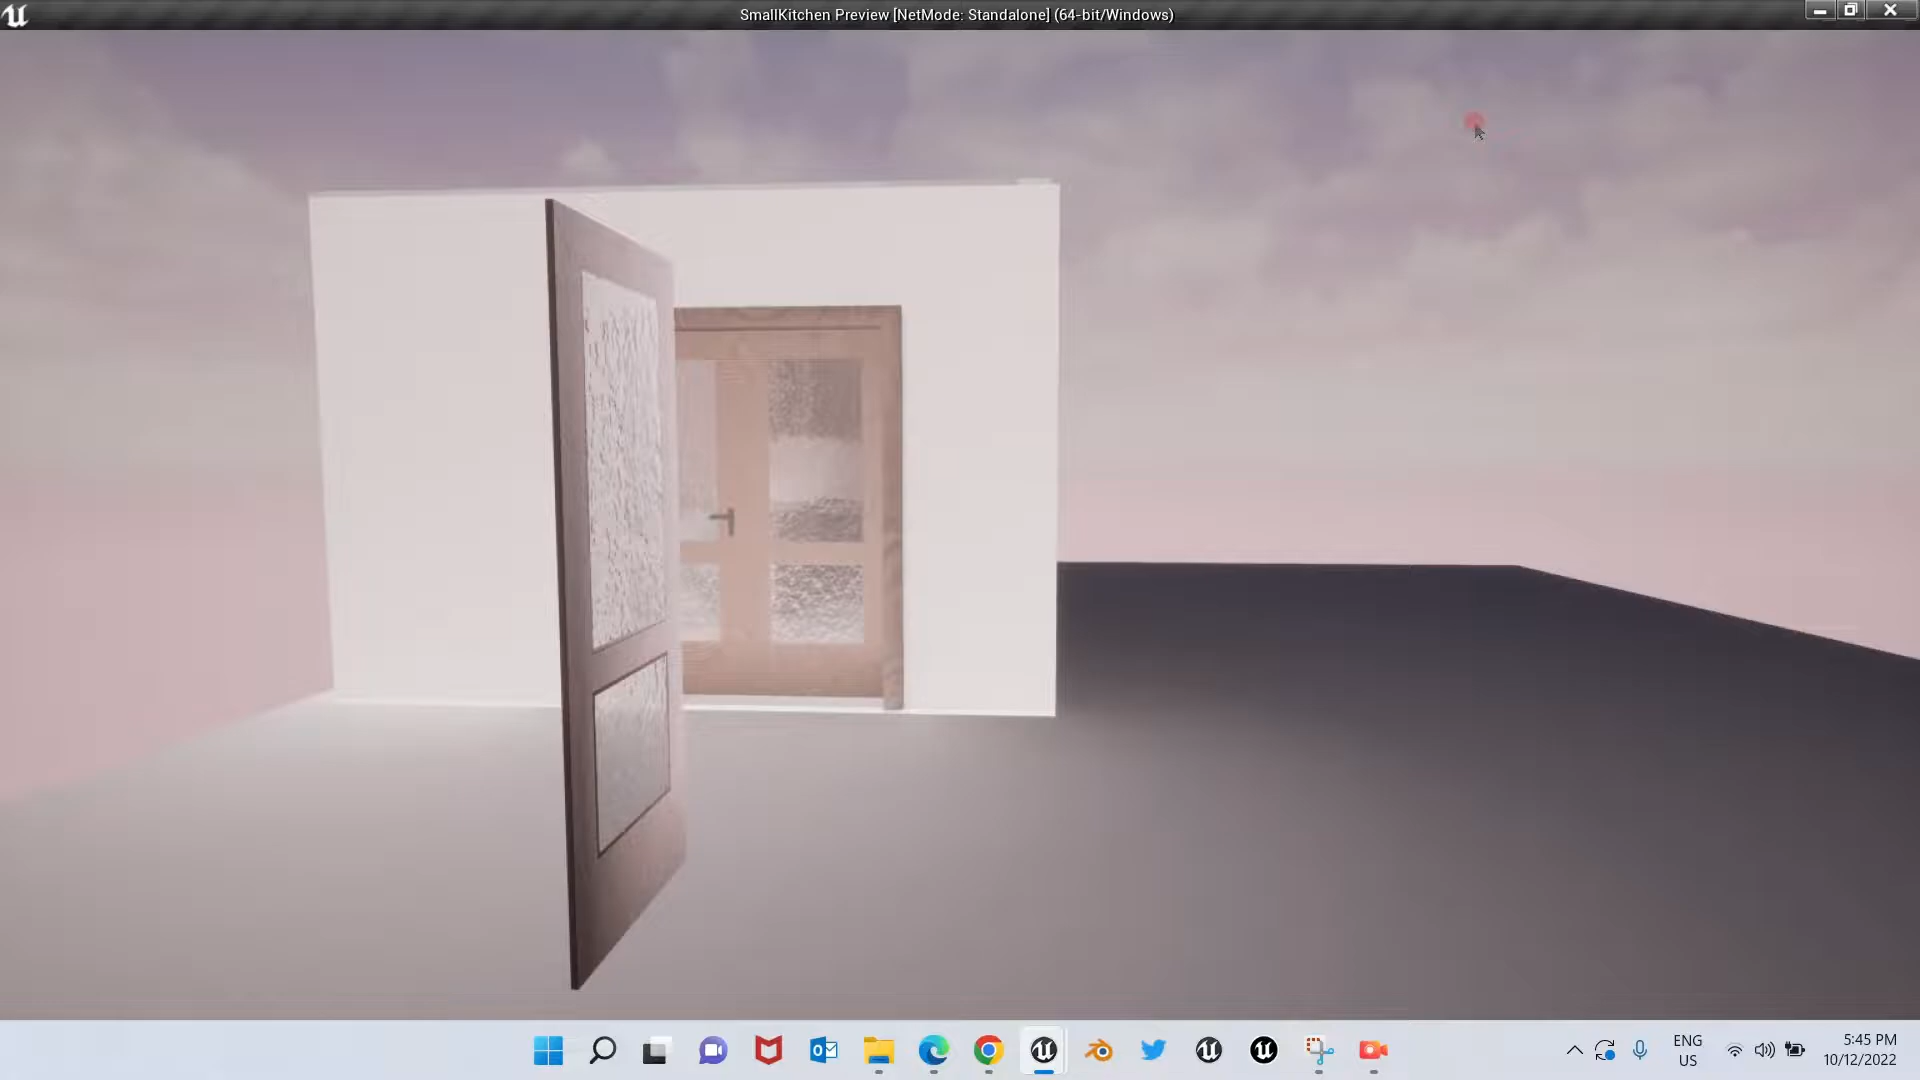 SmallKitchen Preview [NetMode: Standalone] (64-bit/Windows)
ENG
US
5:45 PM
10/12/2022